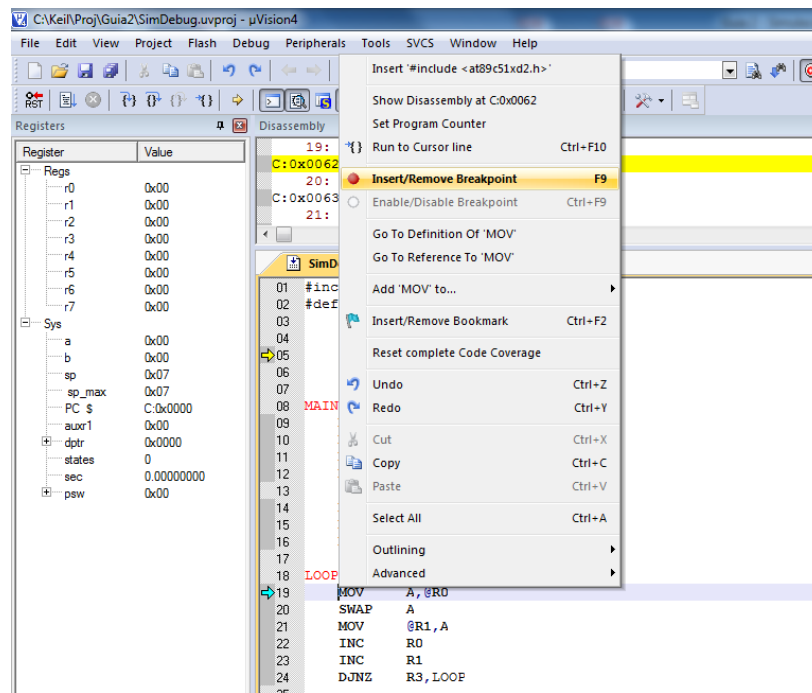 C:\Keil\Proj\Guia2\SimDebug.uvproj - µVision4
File Edit View Project Flash Debug Peripherals Tools SVCS Window Help
RST
Registers
Register Value
Regs
r0 0x00
r1 0x00
r2 0x00
r3 0x00
r4 0x00
r5 0x00
r6 0x00
r7 0x00
Sys
a 0x00
b 0x00
sp 0x07
sp_max 0x07
PC $ C:0x0000
auxr1 0x00
dptr 0x0000
states 0
sec 0.00000000
psw 0x00
Disassembly
19:
C:0x0062
20:
C:0x0063
21:
Insert '#include <at89c51xd2.h>'
Show Disassembly at C:0x0062
Set Program Counter
Run to Cursor line Ctrl+F10
Insert/Remove Breakpoint F9
Enable/Disable Breakpoint Ctrl+F9
Go To Definition Of 'MOV'
Go To Reference To 'MOV'
Add 'MOV' to...
Insert/Remove Bookmark Ctrl+F2
Reset complete Code Coverage
Undo Ctrl+Z
Redo Ctrl+Y
Cut Ctrl+X
Copy Ctrl+C
Paste Ctrl+V
Select All Ctrl+A
Outlining
Advanced
SimD
01 #inc
02 #def
03
04
05
06
07
08 MAIN
09
10
11
12
13
14
15
16
17
18 LOOP
19 MOV A,@R0
20 SWAP A
21 MOV @R1,A
22 INC R0
23 INC R1
24 DJNZ R3,LOOP